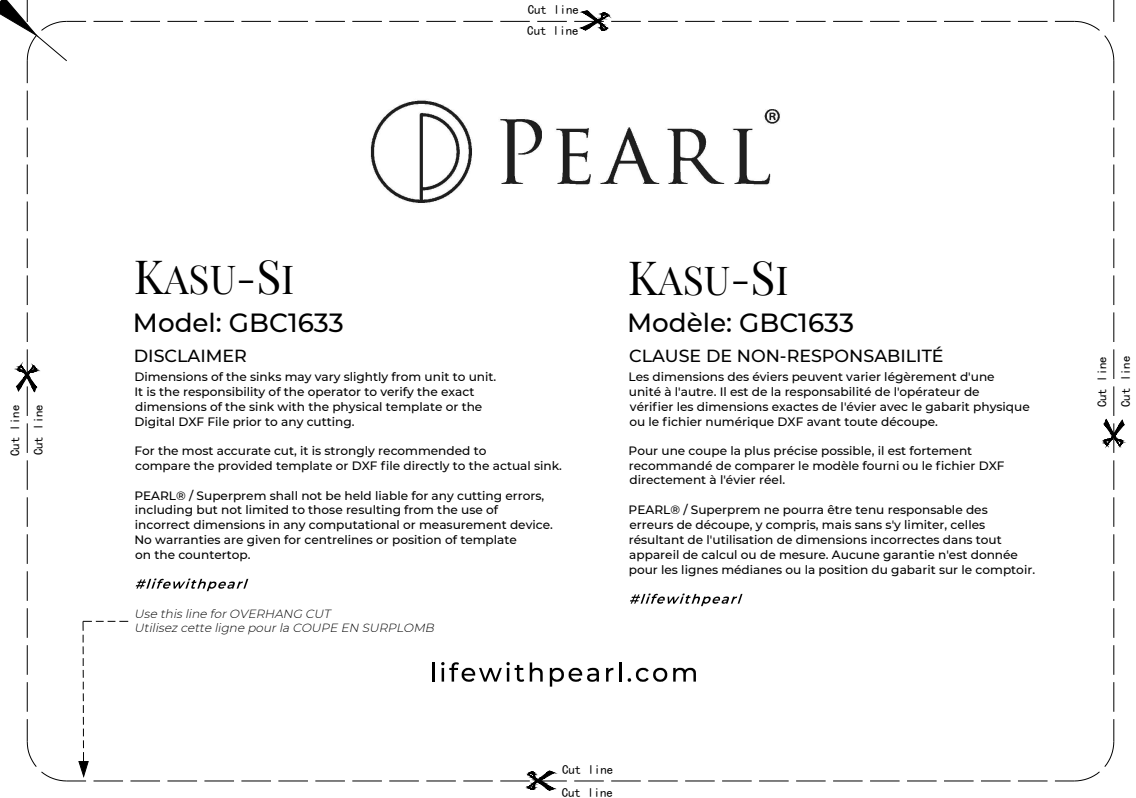 Cut line
Cut line
PEARL®
KASU-SI
Model: GBC1633
DISCLAIMER
Dimensions of the sinks may vary slightly from unit to unit.
It is the responsibility of the operator to verify the exact
dimensions of the sink with the physical template or the
Digital DXF File prior to any cutting.
For the most accurate cut, it is strongly recommended to
compare the provided template or DXF file directly to the actual sink.
PEARL® / Superprem shall not be held liable for any cutting errors,
including but not limited to those resulting from the use of
incorrect dimensions in any computational or measurement device.
No warranties are given for centrelines or position of template
on the countertop.
#lifewithpearl
Use this line for OVERHANG CUT
Utilisez cette ligne pour la COUPE EN SURPLOMB
KASU-SI
Modèle: GBC1633
CLAUSE DE NON-RESPONSABILITÉ
Les dimensions des éviers peuvent varier légèrement d'une
unité à l'autre. Il est de la responsabilité de l'opérateur de
vérifier les dimensions exactes de l'évier avec le gabarit physique
ou le fichier numérique DXF avant toute découpe.
Pour une coupe la plus précise possible, il est fortement
recommandé de comparer le modèle fourni ou le fichier DXF
directement à l'évier réel.
PEARL® / Superprem ne pourra être tenu responsable des
erreurs de découpe, y compris, mais sans s'y limiter, celles
résultant de l'utilisation de dimensions incorrectes dans tout
appareil de calcul ou de mesure. Aucune garantie n'est donnée
pour les lignes médianes ou la position du gabarit sur le comptoir.
#lifewithpearl
lifewithpearl.com
Cut line
Cut line
Cut line
Cut line
Cut line
Cut line